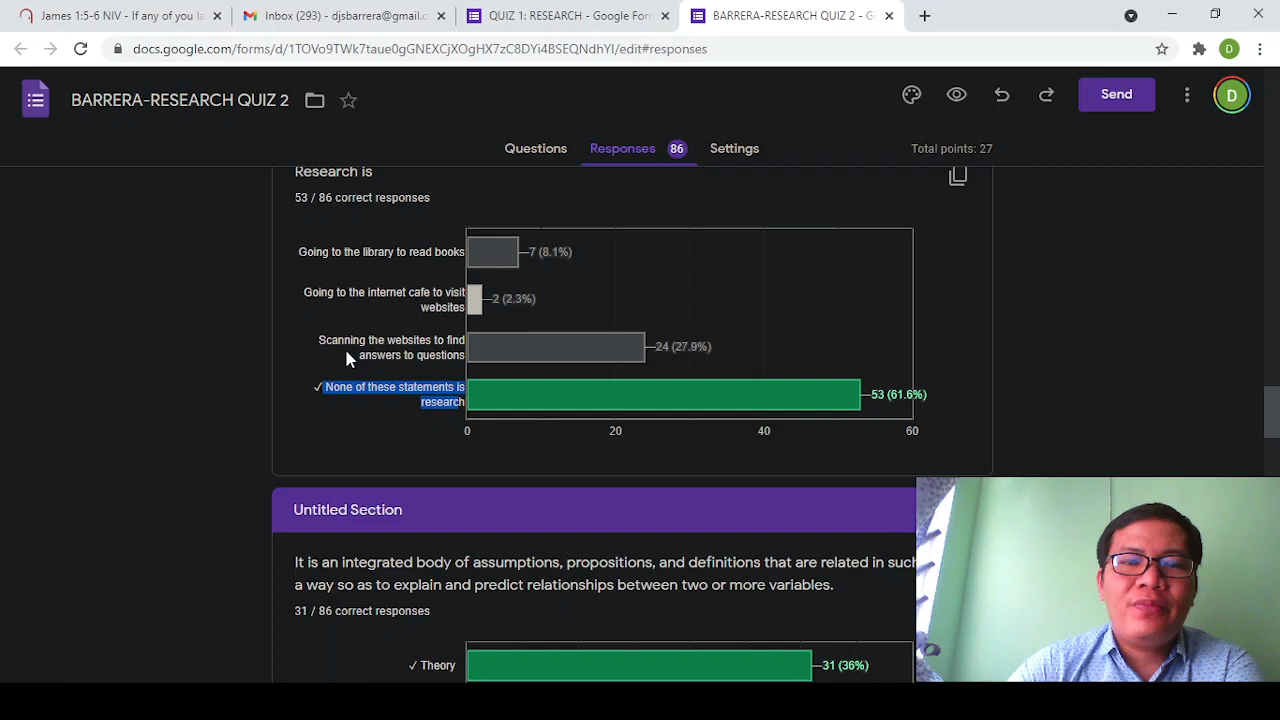 James 1:5-6 NIV - If any of you la
Inbox (293) - djsbarrera@gmail.c
QUIZ 1: RESEARCH - Google Form
BARRERA-RESEARCH QUIZ 2 - Go
docs.google.com/forms/d/1TOVo9TWk7taue0gGNEXCjXOgHX7zC8DYi4BSEQNdhYI/edit#responses
D
BARRERA-RESEARCH QUIZ 2
Send
D
Questions
Responses 86
Settings
Total points: 27
Research is
53 / 86 correct responses
Going to the library to read books
7 (8.1%)
Going to the internet cafe to visit
websites
2 (2.3%)
Scanning the websites to find
answers to questions
24 (27.9%)
✓ None of these statements is
research
53 (61.6%)
0 20 40 60
Untitled Section
It is an integrated body of assumptions, propositions, and definitions that are related in such
a way so as to explain and predict relationships between two or more variables.
31 / 86 correct responses
✓ Theory
31 (36%)